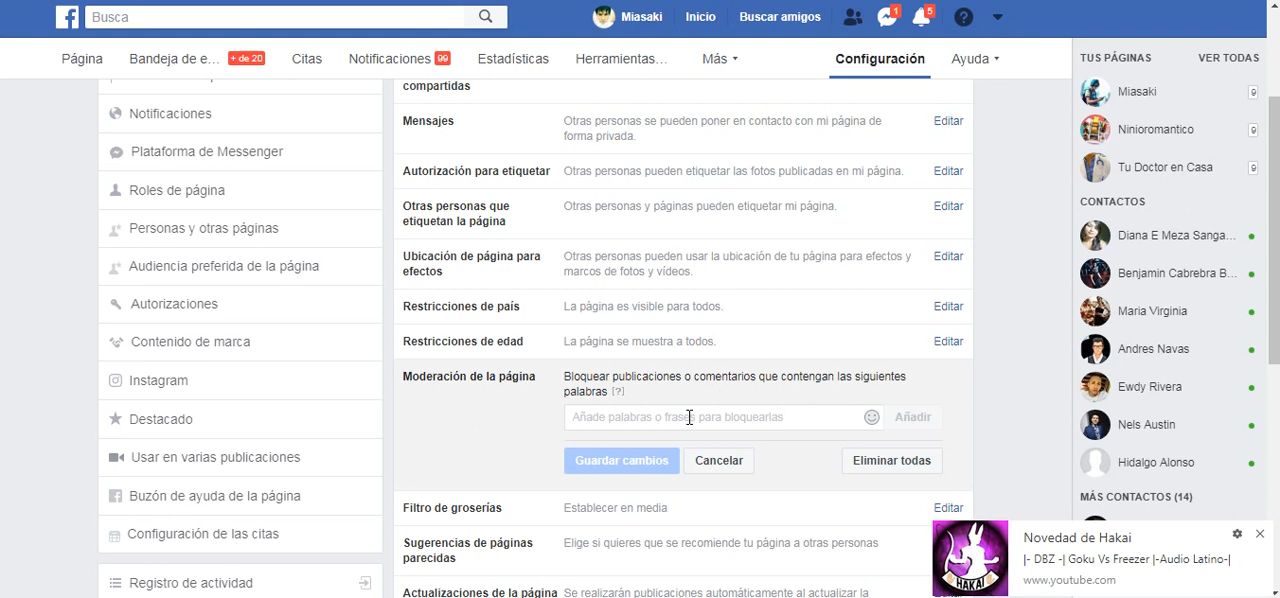 Busca
Miasaki
Inicio
Buscar amigos
1
5
Página
Bandeja de e...
+ de 20
Citas
Notificaciones
99
Estadísticas
Herramientas...
Más
Configuración
Ayuda
Notificaciones
Plataforma de Messenger
Roles de página
Personas y otras páginas
Audiencia preferida de la página
Autorizaciones
Contenido de marca
Instagram
Destacado
Usar en varias publicaciones
Buzón de ayuda de la página
Configuración de las citas
Registro de actividad
compartidas
Mensajes
Otras personas se pueden poner en contacto con mi página de
forma privada.
Editar
Autorización para etiquetar
Otras personas pueden etiquetar las fotos publicadas en mi página.
Editar
Otras personas que
etiquetan la página
Otras personas y páginas pueden etiquetar mi página.
Editar
Ubicación de página para
efectos
Otras personas pueden usar la ubicación de tu página para efectos y
marcos de fotos y vídeos.
Editar
Restricciones de país
La página es visible para todos.
Editar
Restricciones de edad
La página se muestra a todos.
Editar
Moderación de la página
Bloquear publicaciones o comentarios que contengan las siguientes
palabras [?]
Añade palabras o frases para bloquearlas
Añadir
Guardar cambios
Cancelar
Eliminar todas
Filtro de groserías
Establecer en media
Editar
Sugerencias de páginas
parecidas
Elige si quieres que se recomiende tu página a otras personas
Actualizaciones de la página
Se realizarán publicaciones automáticamente al actualizar la
TUS PÁGINAS
VER TODAS
Miasaki
9
Ninioromantico
9
Tu Doctor en Casa
9
CONTACTOS
Diana E Meza Sanga...
Benjamin Cabrebra B...
Maria Virginia
Andres Navas
Ewdy Rivera
Nels Austin
Hidalgo Alonso
MÁS CONTACTOS (14)
HAKAI
Novedad de Hakai
|- DBZ -| Goku Vs Freezer |-Audio Latino-|
www.youtube.com